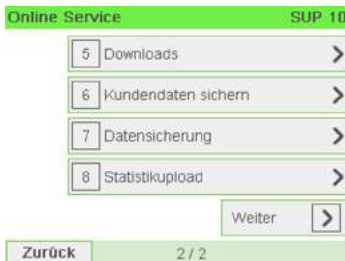 Online Service SUP 10
5 Downloads
6 Kundendaten sichern
7 Datensicherung
8 Statistikupload
Weiter
Zurück 2 / 2